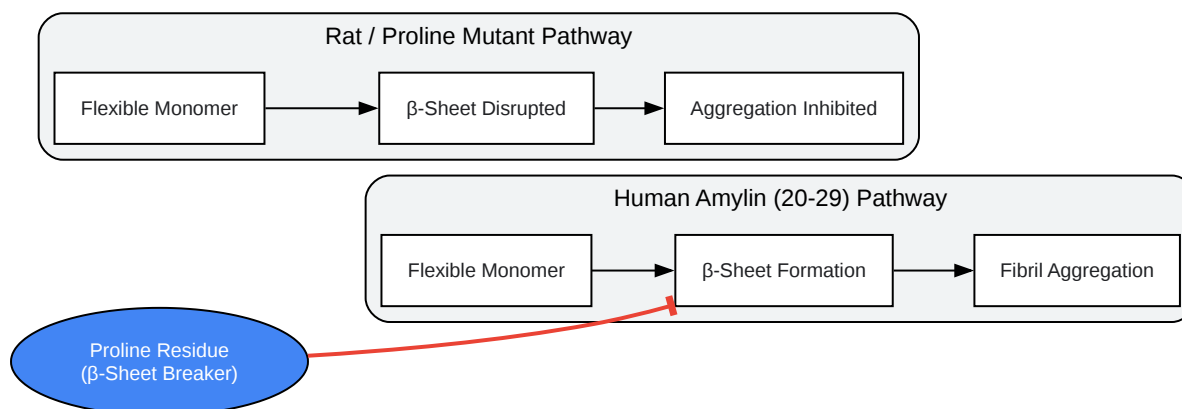 Rat / Proline Mutant Pathway
Flexible Monomer
β-Sheet Disrupted
Aggregation Inhibited
Human Amylin (20-29) Pathway
Flexible Monomer
β-Sheet Formation
Fibril Aggregation
Proline Residue
(β-Sheet Breaker)